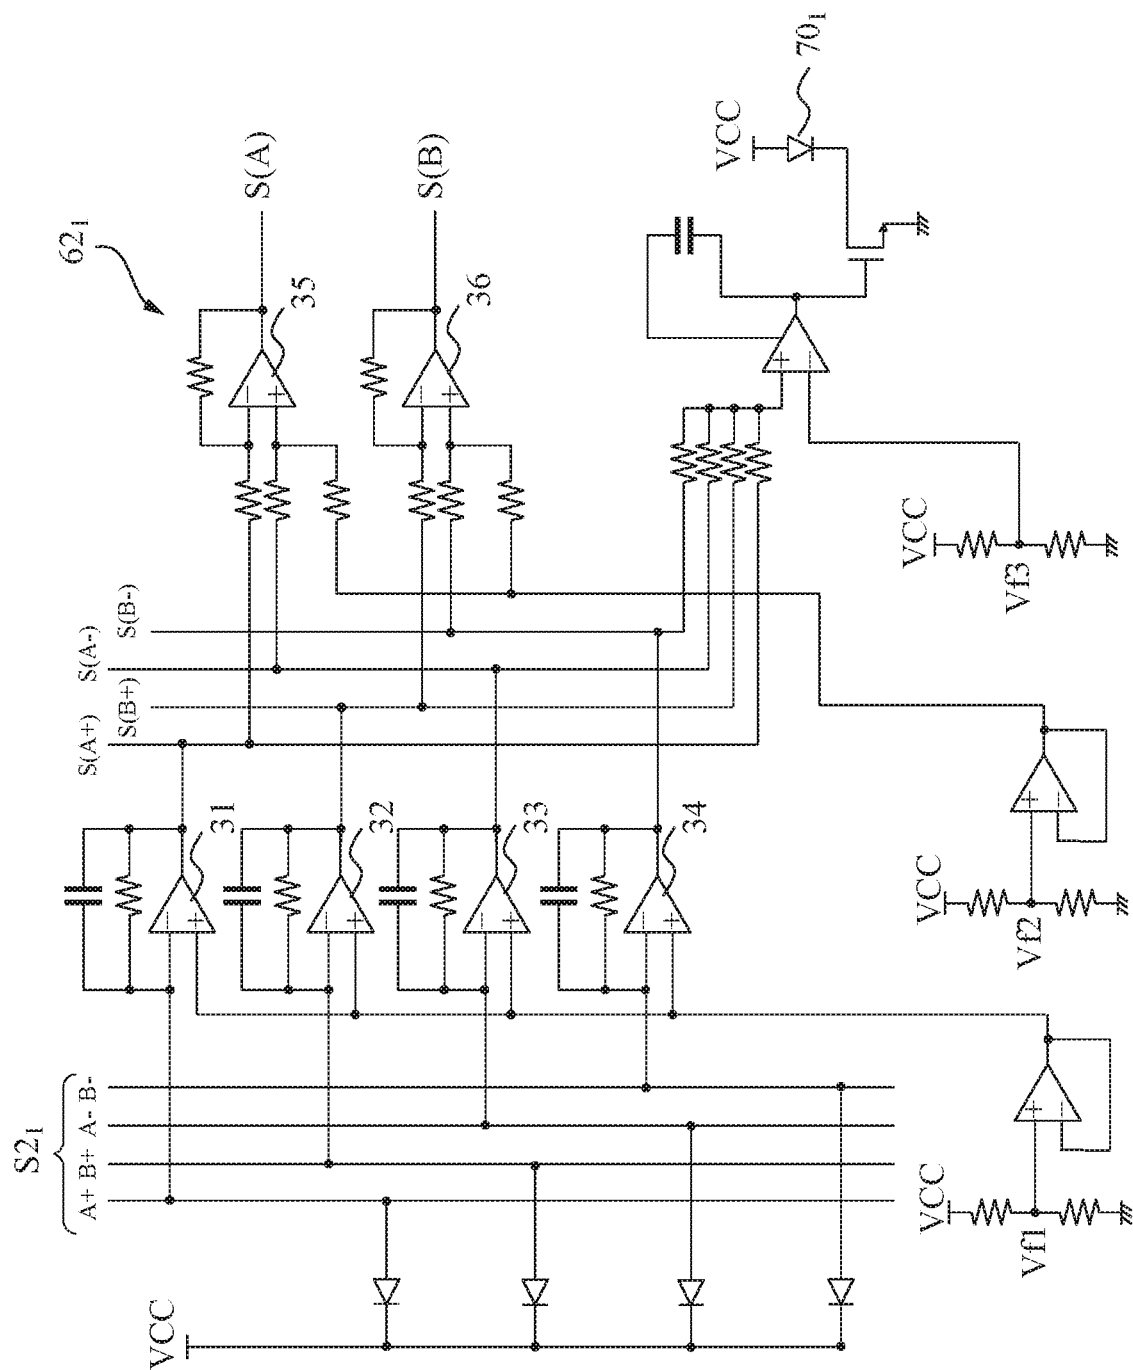 62₁
S(A)
35
S(B)
36
VCC
70₁
S(A+)
S(B+)
S(A-)
S(B-)
31
32
33
34
S2₁
A+ B+ A- B-
VCC
VCC
Vf1
VCC
Vf2
VCC
Vf3
+
-
+
-
+
-
+
-
+
-
+
-
+
-
+
-
+
-